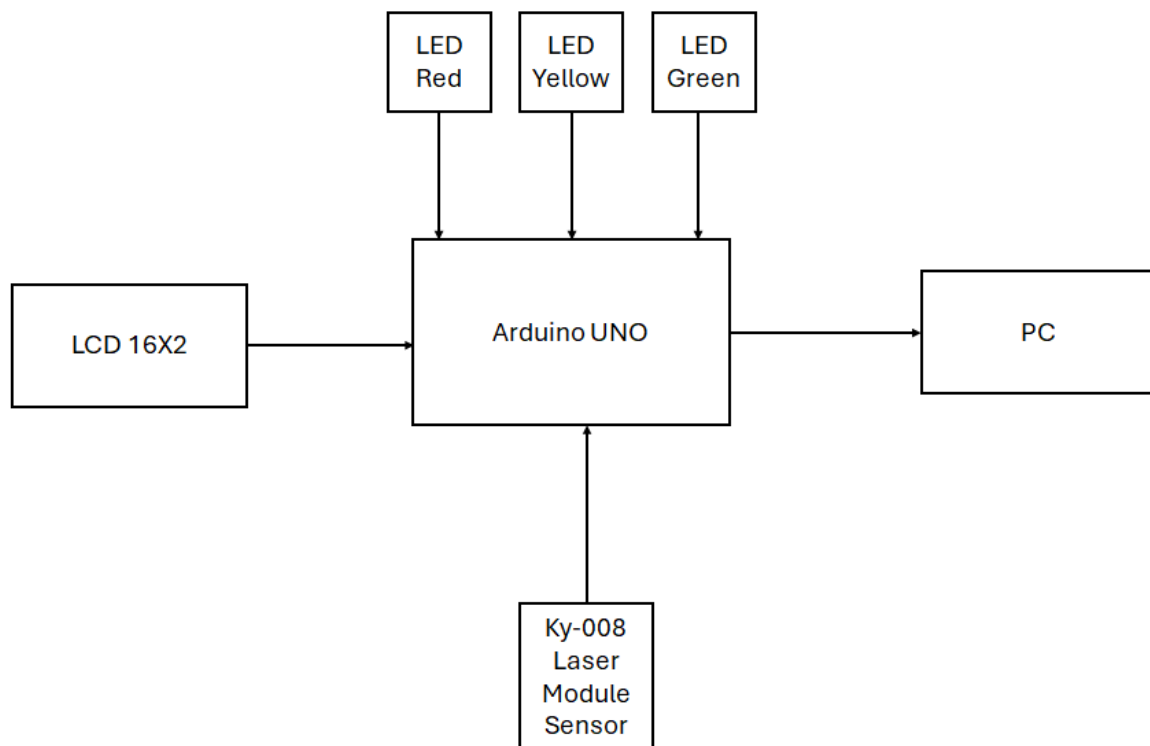 LED
Red
LED
Yellow
LED
Green
LCD 16X2
Arduino UNO
PC
Ky-008
Laser
Module
Sensor